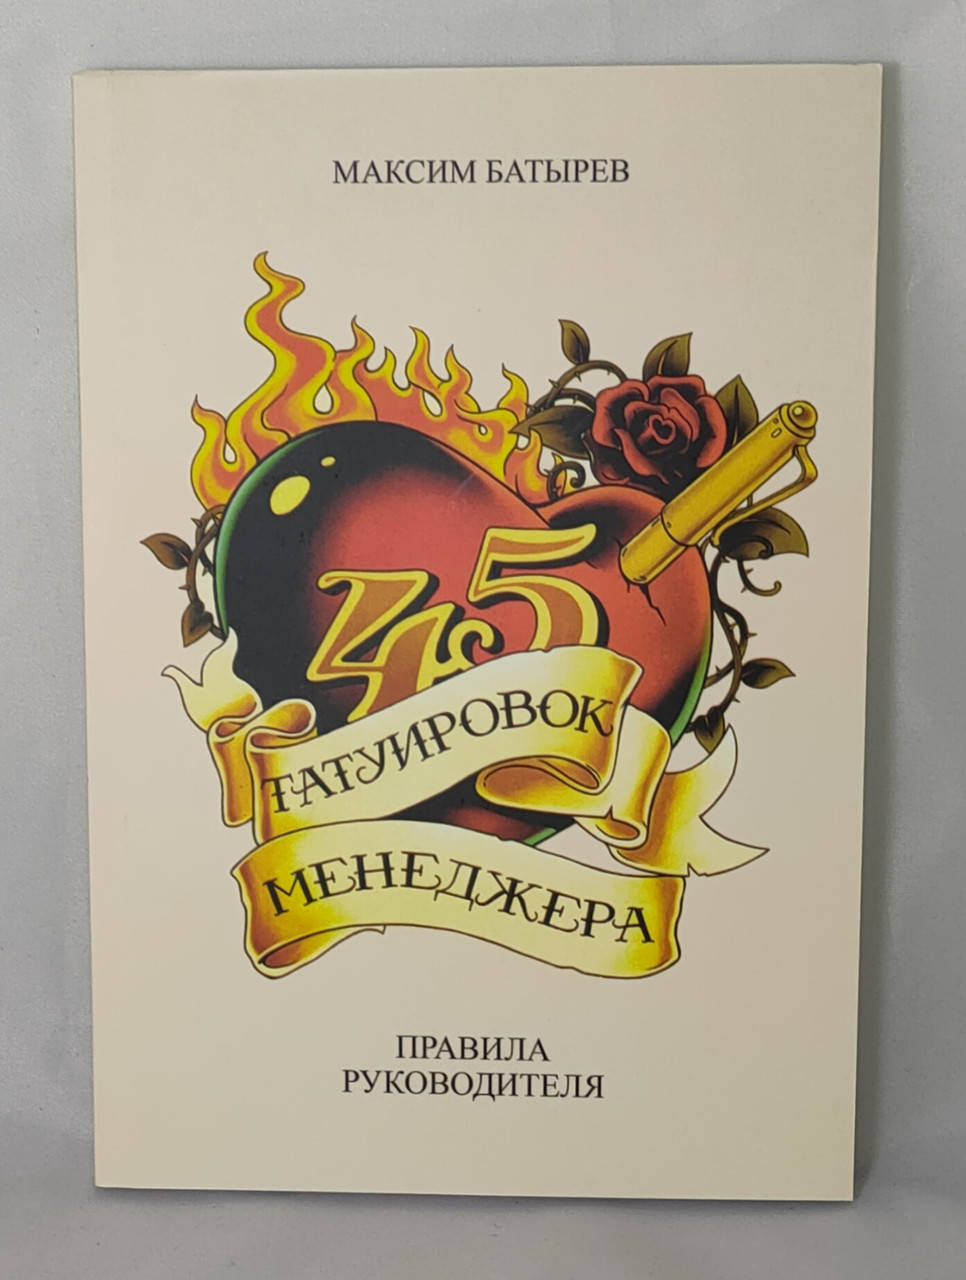 МАКСИМ БАТЫРЕВ
45
ТАТУИРОВОК
МЕНЕДЖЕРА
ПРАВИЛА
РУКОВОДИТЕЛЯ